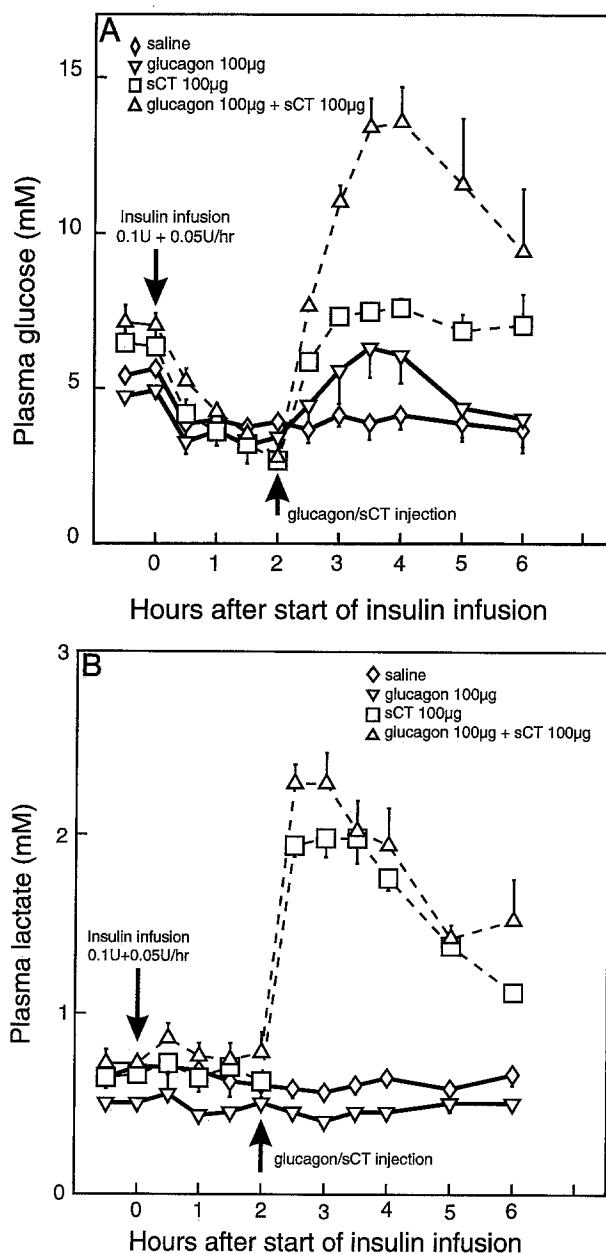 A
saline
glucagon 100µg
sCT 100µg
glucagon 100µg + sCT 100µg
15
10
5
0
Plasma glucose (mM)
Insulin infusion
0.1U + 0.05U/hr
glucagon/sCT injection
0 1 2 3 4 5 6
Hours after start of insulin infusion
B
saline
glucagon 100µg
sCT 100µg
glucagon 100µg + sCT 100µg
3
2
1
0
Plasma lactate (mM)
Insulin infusion
0.1U+0.05U/hr
glucagon/sCT injection
0 1 2 3 4 5 6
Hours after start of insulin infusion